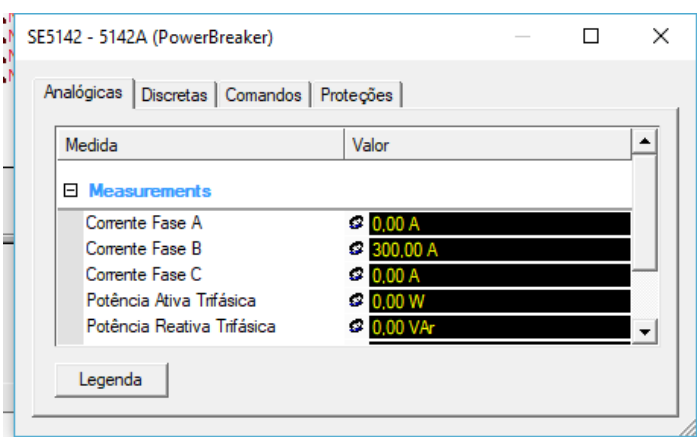 SE5142 - 5142A (PowerBreaker)
Analógicas Discretas Comandos Proteções
Medida Valor
Measurements
Corrente Fase A 0,00 A
Corrente Fase B 300,00 A
Corrente Fase C 0,00 A
Potência Ativa Trifásica 0,00 W
Potência Reativa Trifásica 0,00 VAr
Legenda